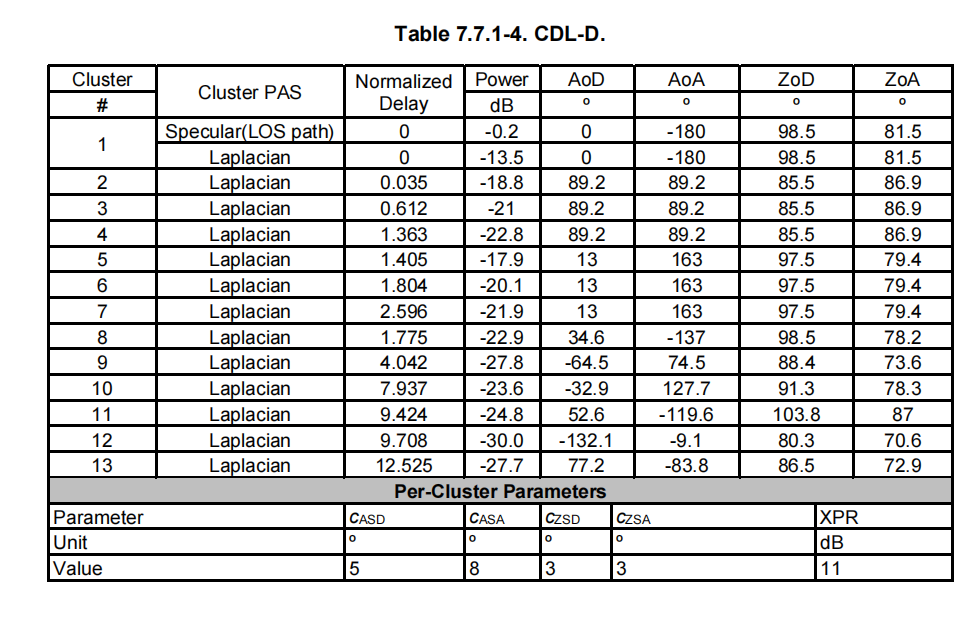 Table 7.7.1-4. CDL-D.
Cluster # Cluster PAS Normalized Delay Power AoD AoA ZoD ZoA
dB º º º º
1 Specular(LOS path) 0 -0.2 0 -180 98.5 81.5
Laplacian 0 -13.5 0 -180 98.5 81.5
2 Laplacian 0.035 -18.8 89.2 89.2 85.5 86.9
3 Laplacian 0.612 -21 89.2 89.2 85.5 86.9
4 Laplacian 1.363 -22.8 89.2 89.2 85.5 86.9
5 Laplacian 1.405 -17.9 13 163 97.5 79.4
6 Laplacian 1.804 -20.1 13 163 97.5 79.4
7 Laplacian 2.596 -21.9 13 163 97.5 79.4
8 Laplacian 1.775 -22.9 34.6 -137 98.5 78.2
9 Laplacian 4.042 -27.8 -64.5 74.5 88.4 73.6
10 Laplacian 7.937 -23.6 -32.9 127.7 91.3 78.3
11 Laplacian 9.424 -24.8 52.6 -119.6 103.8 87
12 Laplacian 9.708 -30.0 -132.1 -9.1 80.3 70.6
13 Laplacian 12.525 -27.7 77.2 -83.8 86.5 72.9
Per-Cluster Parameters
Parameter cASD cASA cZSD cZSA XPR
Unit º º º º dB
Value 5 8 3 3 11